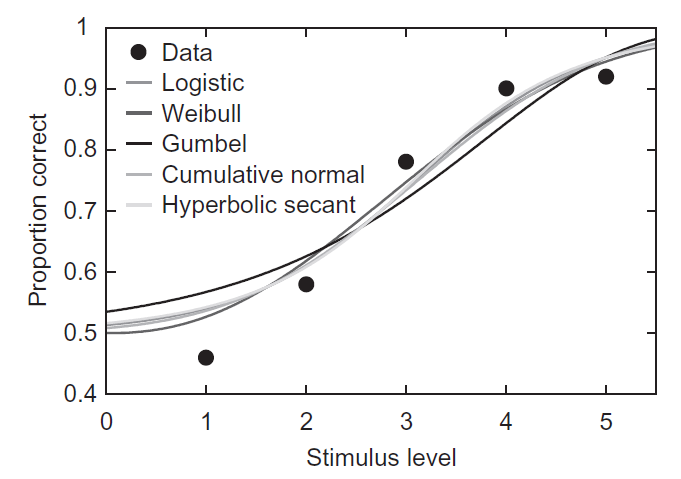 1
0.9
0.8
0.7
0.6
0.5
0.4
Proportion correct
Data
Logistic
Weibull
Gumbel
Cumulative normal
Hyperbolic secant
0 1 2 3 4 5
Stimulus level